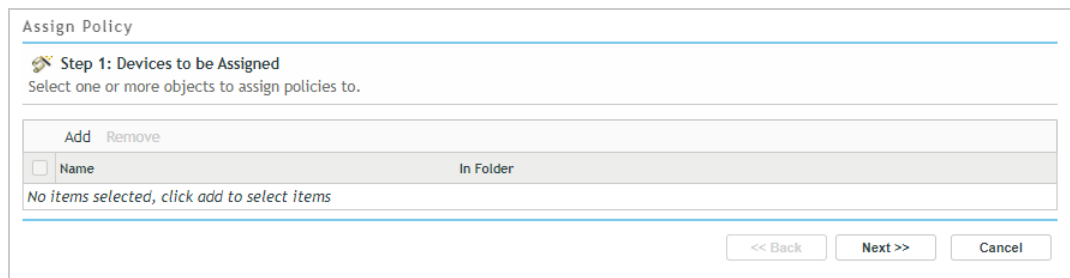 Assign Policy
Step 1: Devices to be Assigned
Select one or more objects to assign policies to.
Add Remove
Name In Folder
No items selected, click add to select items
<< Back Next >> Cancel